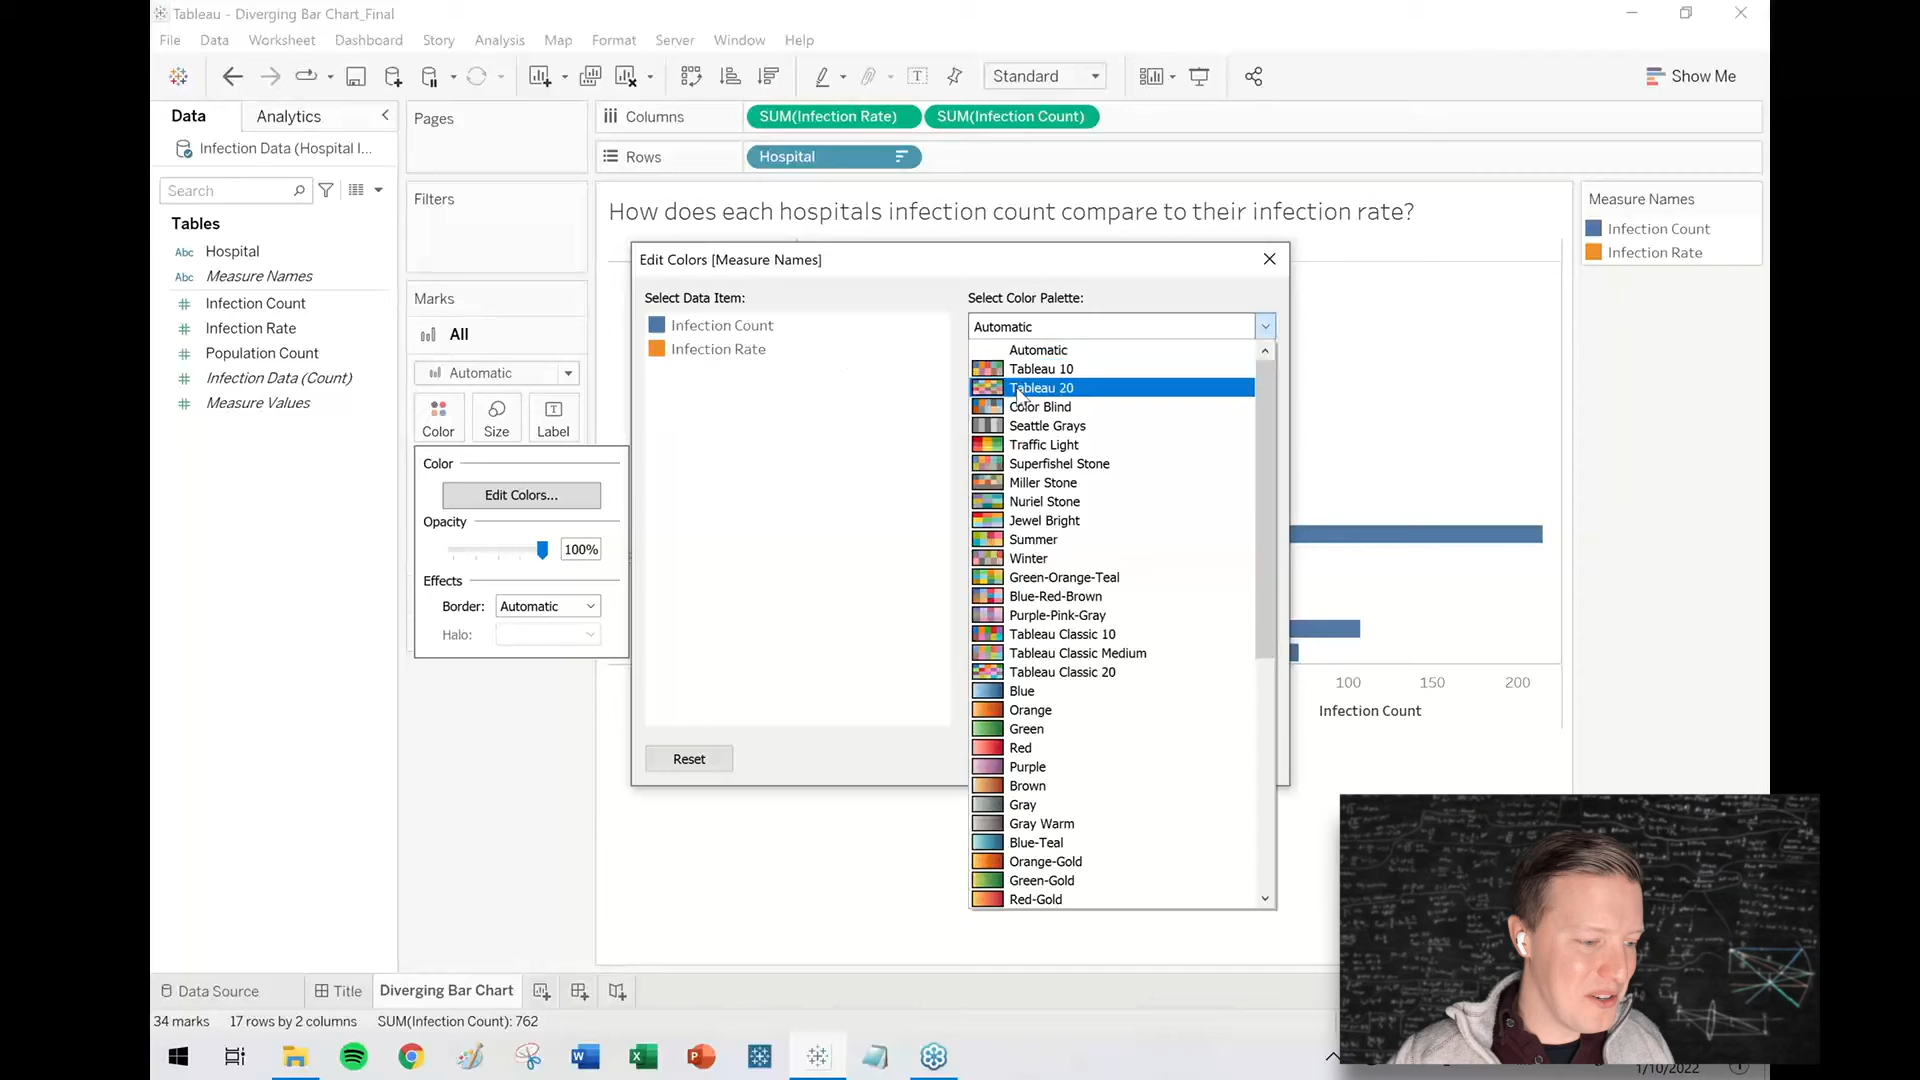 Tableau - Diverging Bar Chart_Final
File Data Worksheet Dashboard Story Analysis Map Format Server Window Help
Standard
Show Me
Data
Analytics
Pages
Columns
SUM(Infection Rate)
SUM(Infection Count)
Infection Data (Hospital I...
Rows
Hospital
Search
Filters
Tables
Abc Hospital
Abc Measure Names
Infection Count
Infection Rate
Population Count
Infection Data (Count)
Measure Values
Marks
All
Automatic
Color
Size
Label
Color
Edit Colors...
Opacity
100%
Effects
Border:
Automatic
Halo:
How does each hospitals infection count compare to their infection rate?
Measure Names
Infection Count
Infection Rate
Edit Colors [Measure Names]
Select Data Item:
Infection Count
Infection Rate
Reset
Select Color Palette:
Automatic
Automatic
Tableau 10
Tableau 20
Color Blind
Seattle Grays
Traffic Light
Superfishel Stone
Miller Stone
Nuriel Stone
Jewel Bright
Summer
Winter
Green-Orange-Teal
Blue-Red-Brown
Purple-Pink-Gray
Tableau Classic 10
Tableau Classic Medium
Tableau Classic 20
Blue
Orange
Green
Red
Purple
Brown
Gray
Gray Warm
Blue-Teal
Orange-Gold
Green-Gold
Red-Gold
100 150 200
Infection Count
Data Source
Title
Diverging Bar Chart
34 marks 17 rows by 2 columns SUM(Infection Count): 762
1/10/2022